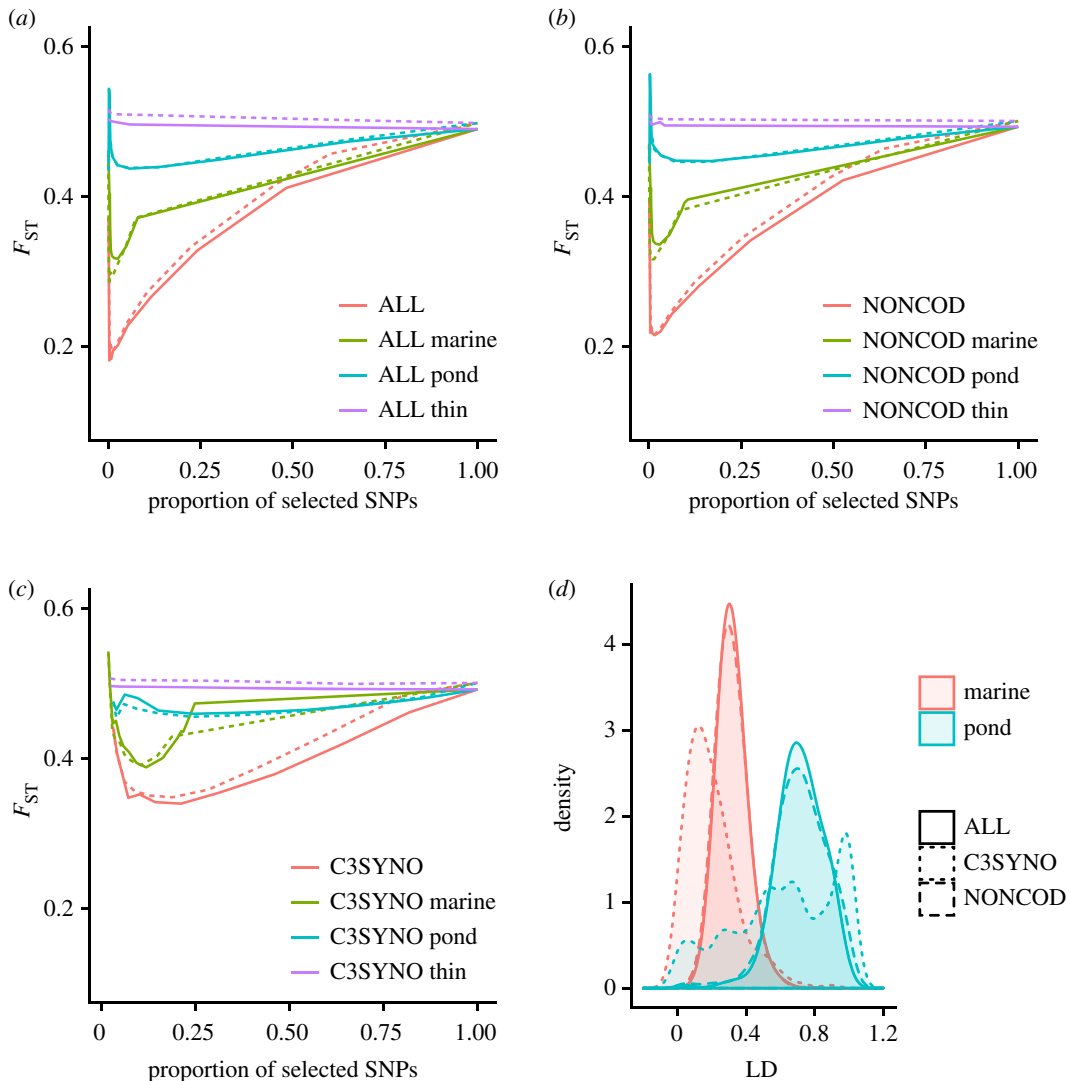 (a)
0.6
0.4
0.2
F_ST
ALL
ALL marine
ALL pond
ALL thin
0 0.25 0.50 0.75 1.00
proportion of selected SNPs
(b)
0.6
0.4
0.2
F_ST
NONCOD
NONCOD marine
NONCOD pond
NONCOD thin
0 0.25 0.50 0.75 1.00
proportion of selected SNPs
(c)
0.6
0.4
0.2
F_ST
C3SYNO
C3SYNO marine
C3SYNO pond
C3SYNO thin
0 0.25 0.50 0.75 1.00
proportion of selected SNPs
(d)
4
3
2
1
0
density
0 0.4 0.8 1.2
LD
marine
pond
ALL
C3SYNO
NONCOD